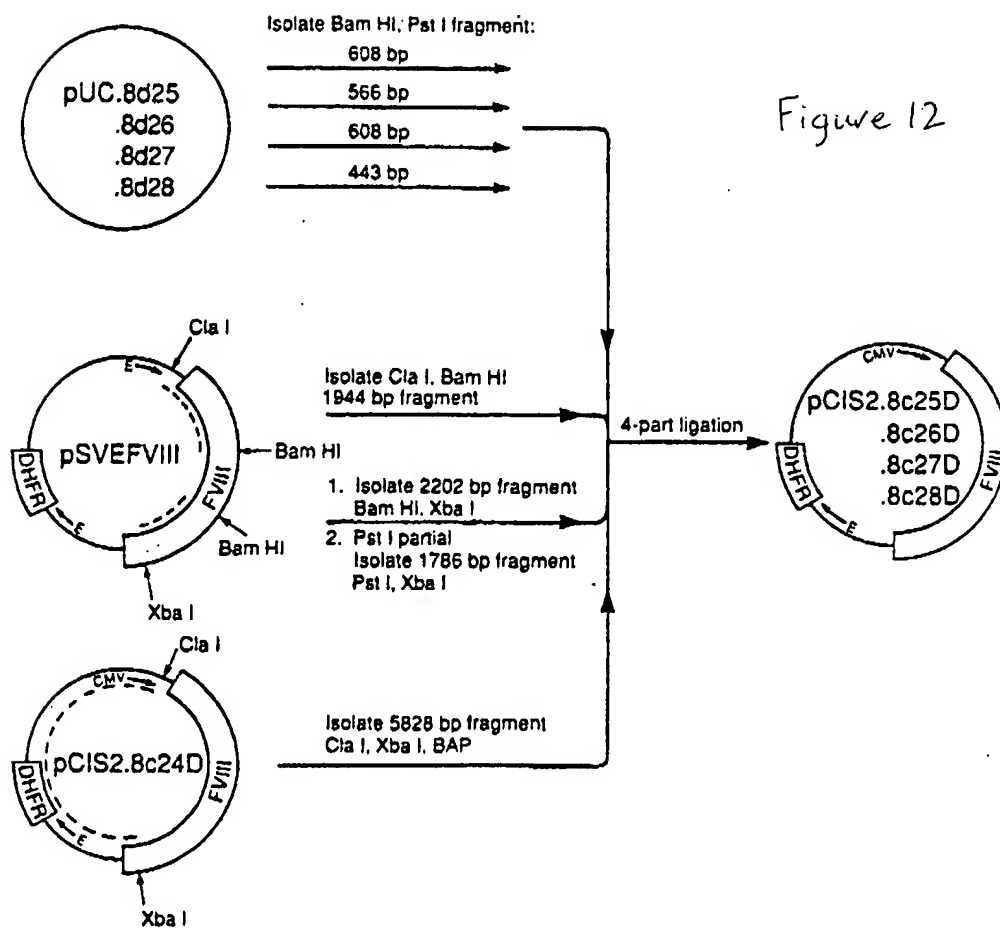 Isolate Bam HI, Pst I fragment:
608 bp
566 bp
608 bp
443 bp
pUC.8d25
.8d26
.8d27
.8d28
Figure 12
Cla I
E
pSVEFVIII
FVIII
DHFR
E
Bam HI
Bam HI
Xba I
Isolate Cla I, Bam HI
1944 bp fragment
1. Isolate 2202 bp fragment
Bam HI, Xba I
2. Pst I partial
Isolate 1786 bp fragment
Pst I, Xba I
4-part ligation
CMV
pCIS2.8c25D
.8c26D
.8c27D
.8c28D
DHFR
E
FVIII
Cla I
CMV
pCIS2.8c24D
FVIII
DHFR
E
Xba I
Isolate 5828 bp fragment
Cla I, Xba I, BAP